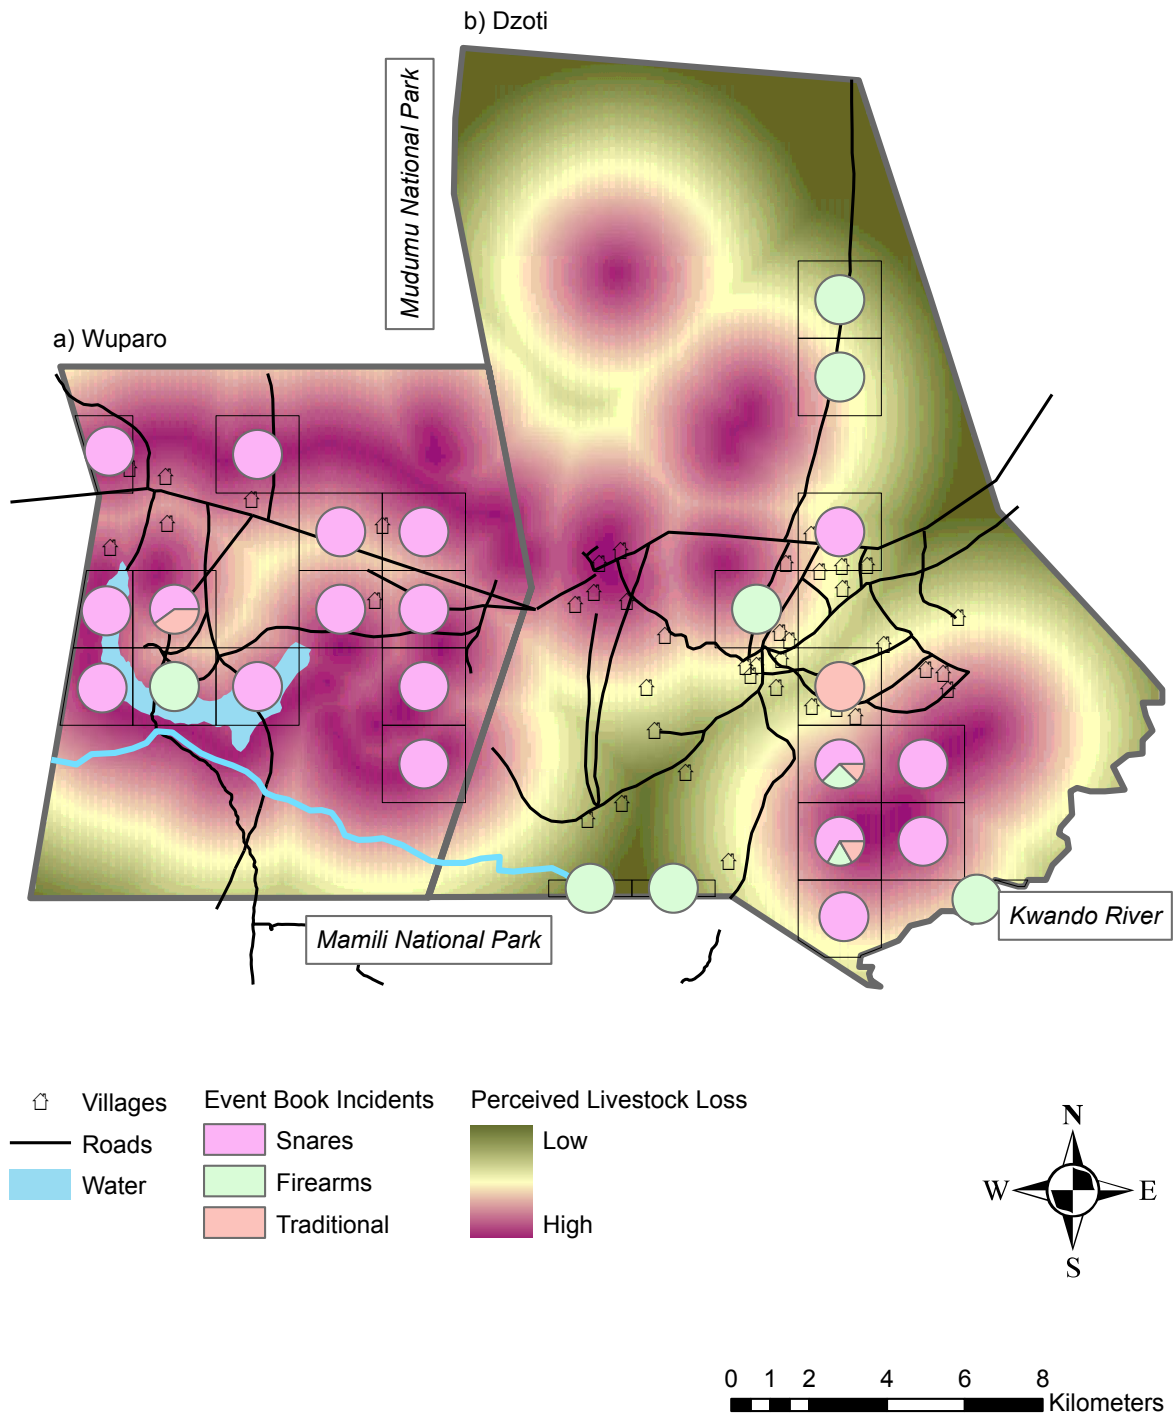 b) Dzoti
Mudumu National Park
a) Wuparo
Kwando River
Mamili National Park
Villages
Roads
Water
Event Book Incidents
Snares
Firearms
Traditional
Perceived Livestock Loss
Low
High
N
W E
S
0 1 2 4 6 8
Kilometers